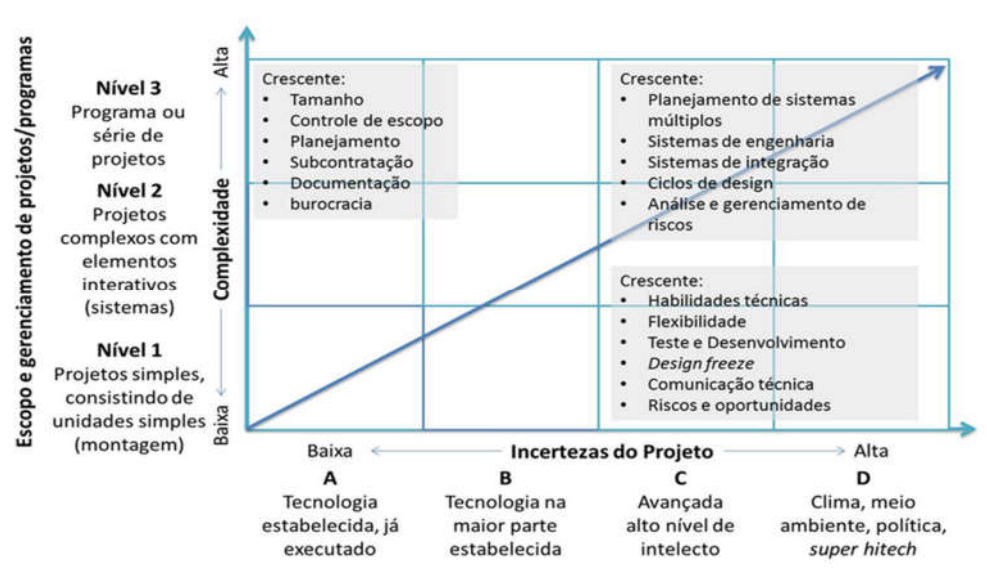 Escopo e gerenciamento de projetos/programas
Nível 3
Programa ou
série de
projetos
Nível 2
Projetos
complexos com
elementos
interativos
(sistemas)
Nível 1
Projetos simples,
consistindo de
unidades simples
(montagem)
Alta
Complexidade
Baixa
Crescente:
• Tamanho
• Controle de escopo
• Planejamento
• Subcontratação
• Documentação
• burocracia
Crescente:
• Planejamento de sistemas
múltiplos
• Sistemas de engenharia
• Sistemas de integração
• Ciclos de design
• Análise e gerenciamento de
riscos
Crescente:
• Habilidades técnicas
• Flexibilidade
• Teste e Desenvolvimento
• Design freeze
• Comunicação técnica
• Riscos e oportunidades
Baixa
Incertezas do Projeto
Alta
A
Tecnologia
estabelecida, já
executado
B
Tecnologia na
maior parte
estabelecida
C
Avançada
alto nível de
intelecto
D
Clima, meio
ambiente, política,
super hitech